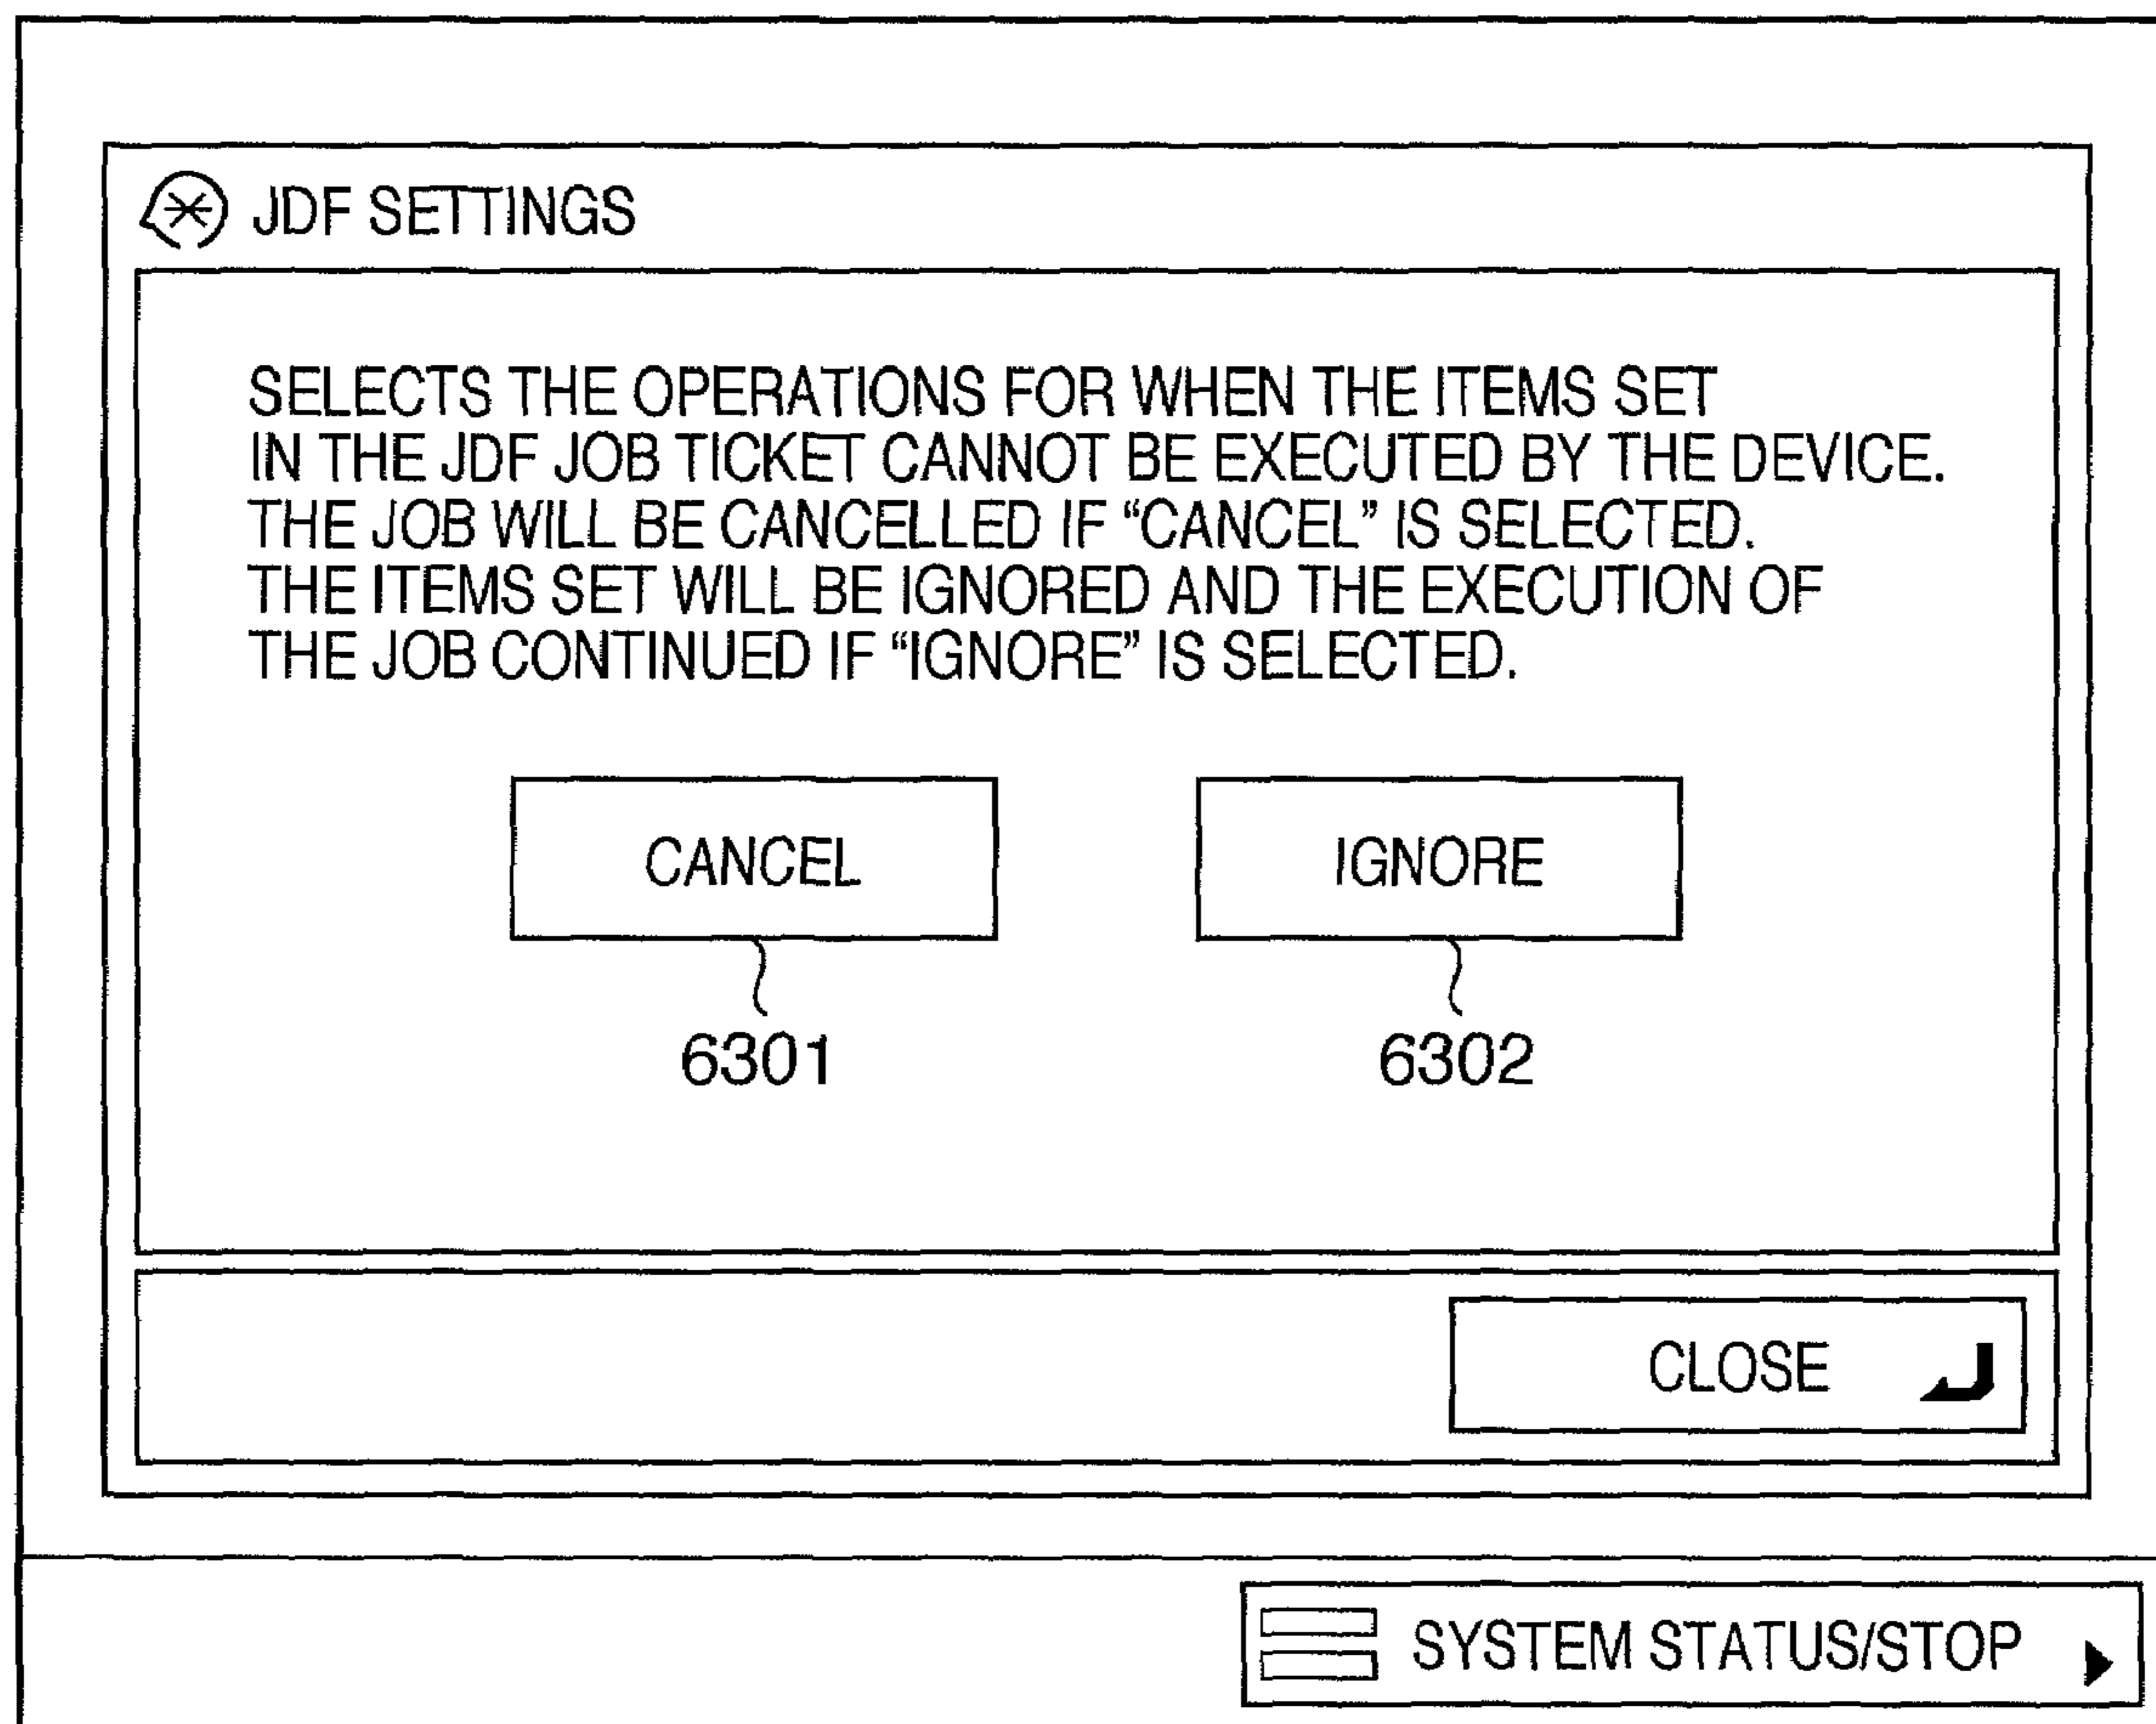 JDF SETTINGS
SELECTS THE OPERATIONS FOR WHEN THE ITEMS SET
IN THE JDF JOB TICKET CANNOT BE EXECUTED BY THE DEVICE.
THE JOB WILL BE CANCELLED IF “CANCEL” IS SELECTED.
THE ITEMS SET WILL BE IGNORED AND THE EXECUTION OF
THE JOB CONTINUED IF “IGNORE” IS SELECTED.
CANCEL
IGNORE
6301
6302
CLOSE
SYSTEM STATUS/STOP